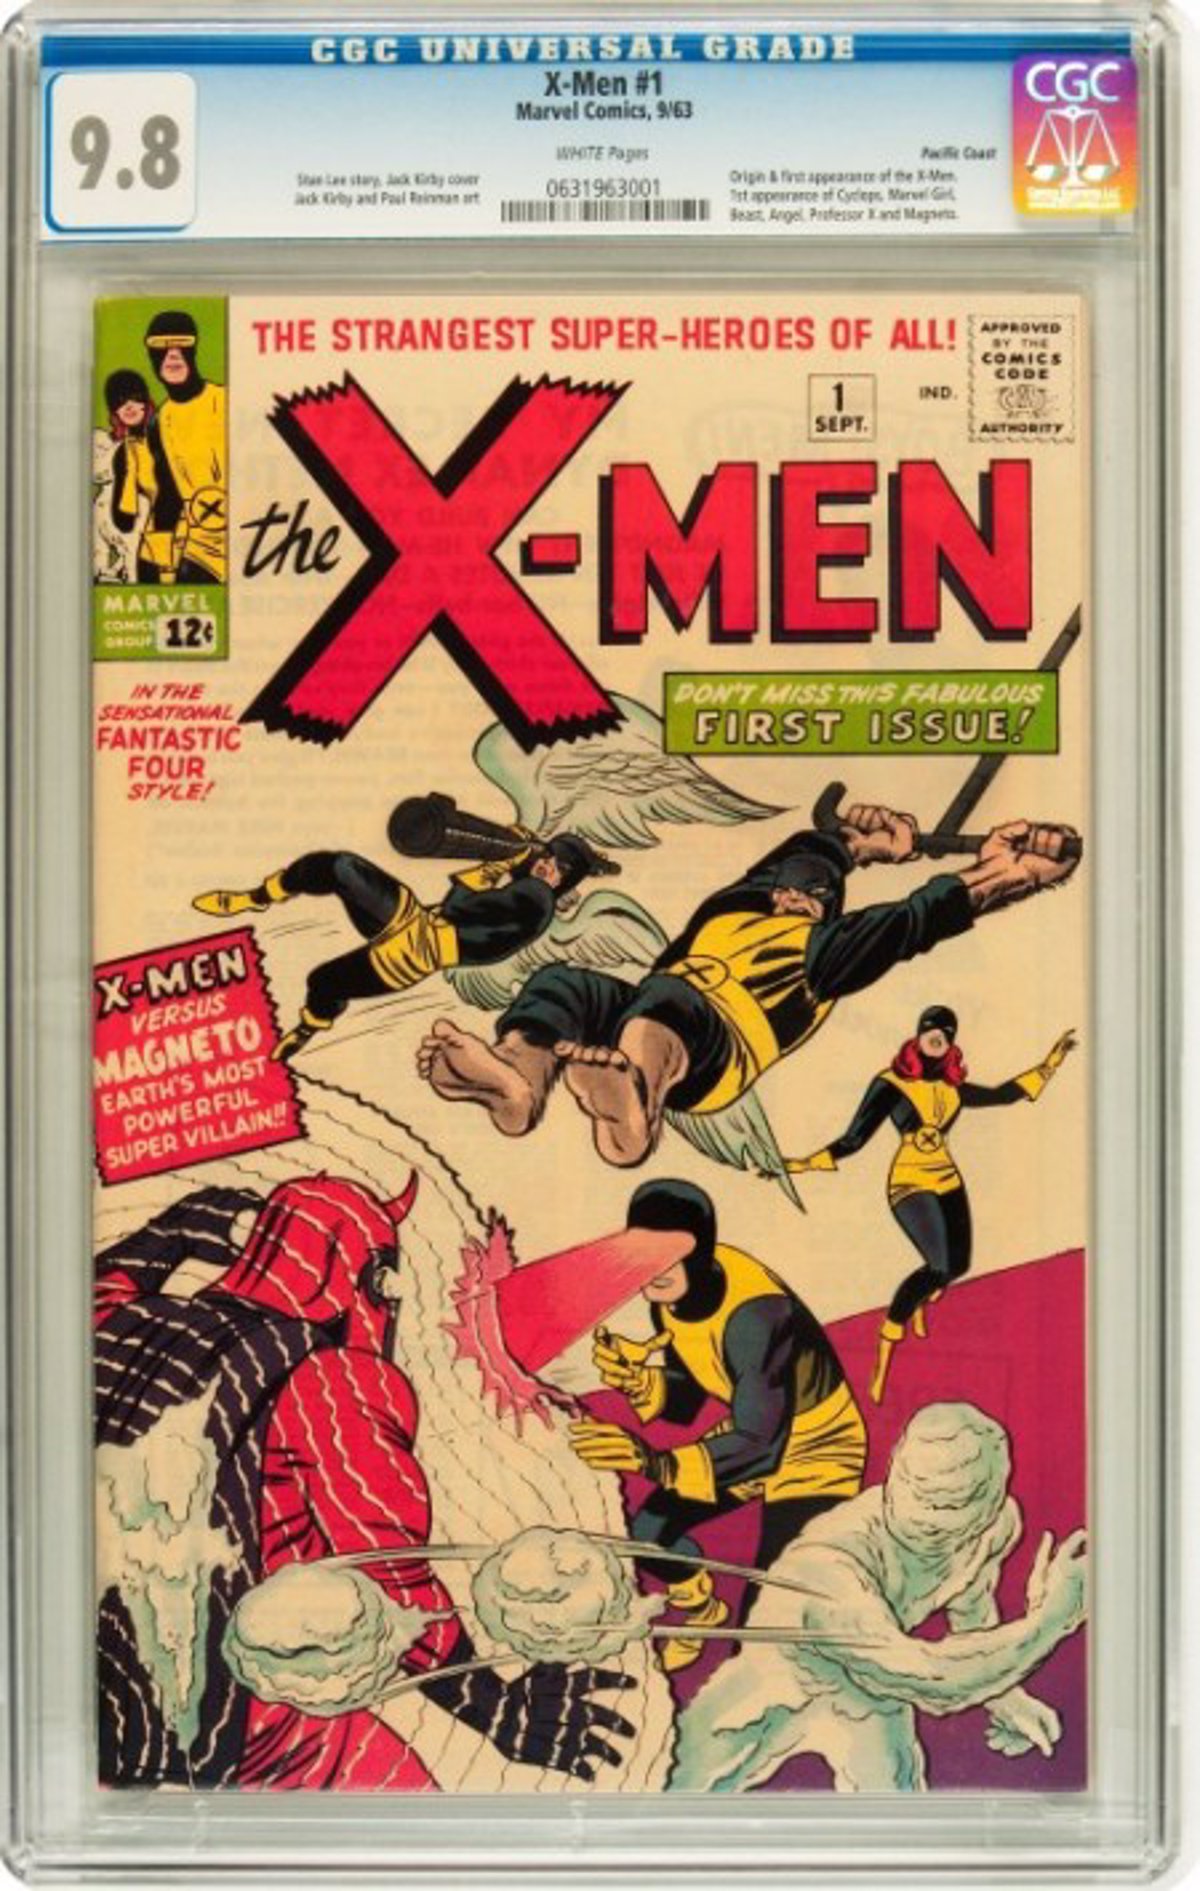 CGC UNIVERSAL GRADE
X-Men #1
Marvel Comics, 9/63
9.8
CGC
WHITE Pages
Pacific Coast
Stan Lee story, Jack Kirby cover
Jack Kirby and Paul Reinman art
0631963001
Origin & first appearance of the X-Men.
1st appearance of Cyclops, Marvel Girl,
Beast, Angel, Professor X and Magneto.
THE STRANGEST SUPER-HEROES OF ALL!
APPROVED
BY THE
COMICS
CODE
AUTHORITY
1
SEPT.
IND.
the X-MEN
MARVEL
COMICS
GROUP
12¢
IN THE
SENSATIONAL
FANTASTIC
FOUR
STYLE!
DON'T MISS THIS FABULOUS
FIRST ISSUE!
X-MEN
VERSUS
MAGNETO
EARTH'S MOST
POWERFUL
SUPER VILLAIN!!